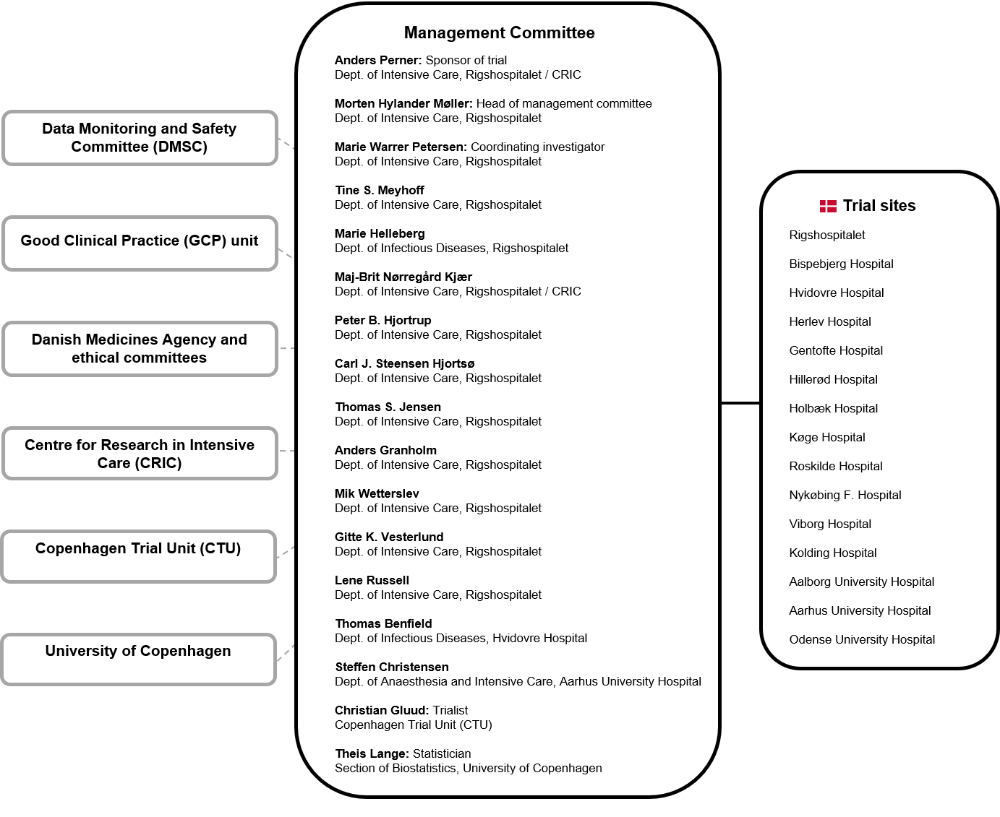 Data Monitoring and Safety
Committee (DMSC)
Good Clinical Practice (GCP) unit
Danish Medicines Agency and
ethical committees
Centre for Research in Intensive
Care (CRIC)
Copenhagen Trial Unit (CTU)
University of Copenhagen
Management Committee
Anders Perner: Sponsor of trial
Dept. of Intensive Care, Rigshospitalet / CRIC
Morten Hylander Møller: Head of management committee
Dept. of Intensive Care, Rigshospitalet
Marie Warrer Petersen: Coordinating investigator
Dept. of Intensive Care, Rigshospitalet
Tine S. Meyhoff
Dept. of Intensive Care, Rigshospitalet
Marie Helleberg
Dept. of Infectious Diseases, Rigshospitalet
Maj-Brit Nørregård Kjær
Dept. of Intensive Care, Rigshospitalet / CRIC
Peter B. Hjortrup
Dept. of Intensive Care, Rigshospitalet
Carl J. Steensen Hjortsø
Dept. of Intensive Care, Rigshospitalet
Thomas S. Jensen
Dept. of Intensive Care, Rigshospitalet
Anders Granholm
Dept. of Intensive Care, Rigshospitalet
Mik Wetterslev
Dept. of Intensive Care, Rigshospitalet
Gitte K. Vesterlund
Dept. of Intensive Care, Rigshospitalet
Lene Russell
Dept. of Intensive Care, Rigshospitalet
Thomas Benfield
Dept. of Infectious Diseases, Hvidovre Hospital
Steffen Christensen
Dept. of Anaesthesia and Intensive Care, Aarhus University Hospital
Christian Gluud: Trialist
Copenhagen Trial Unit (CTU)
Theis Lange: Statistician
Section of Biostatistics, University of Copenhagen
Trial sites
Rigshospitalet
Bispebjerg Hospital
Hvidovre Hospital
Herlev Hospital
Gentofte Hospital
Hillerød Hospital
Holbæk Hospital
Køge Hospital
Roskilde Hospital
Nykøbing F. Hospital
Viborg Hospital
Kolding Hospital
Aalborg University Hospital
Aarhus University Hospital
Odense University Hospital